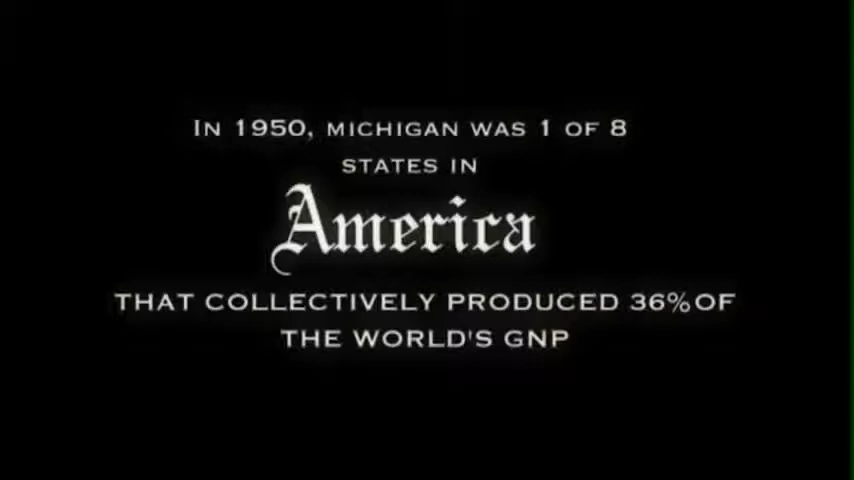 IN 1950, MICHIGAN WAS 1 OF 8
STATES IN
America
THAT COLLECTIVELY PRODUCED 36%OF
THE WORLD'S GNP